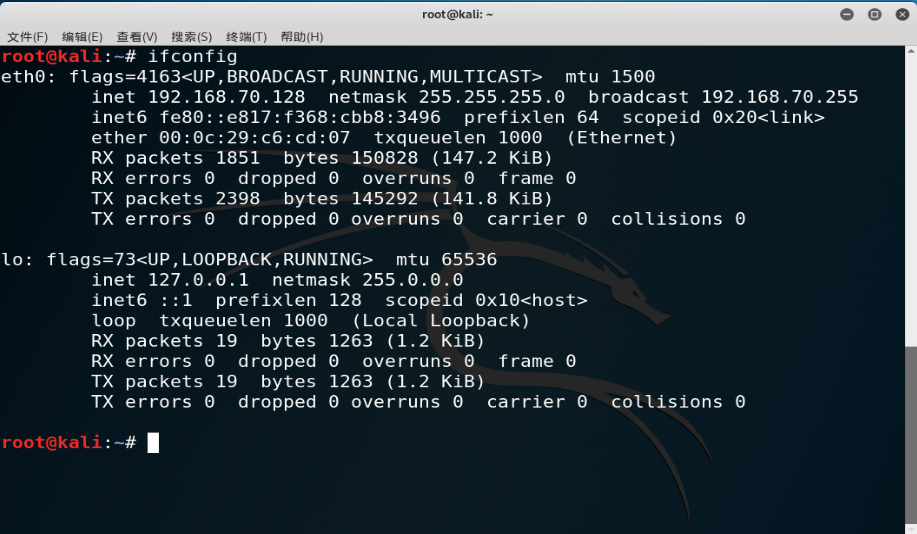 root@kali: ~
文件(F) 编辑(E) 查看(V) 搜索(S) 终端(T) 帮助(H)
root@kali:~# ifconfig
eth0: flags=4163<UP,BROADCAST,RUNNING,MULTICAST>  mtu 1500
        inet 192.168.70.128  netmask 255.255.255.0  broadcast 192.168.70.255
        inet6 fe80::e817:f368:cbb8:3496  prefixlen 64  scopeid 0x20<link>
        ether 00:0c:29:c6:cd:07  txqueuelen 1000  (Ethernet)
        RX packets 1851  bytes 150828 (147.2 KiB)
        RX errors 0  dropped 0  overruns 0  frame 0
        TX packets 2398  bytes 145292 (141.8 KiB)
        TX errors 0  dropped 0 overruns 0  carrier 0  collisions 0

lo: flags=73<UP,LOOPBACK,RUNNING>  mtu 65536
        inet 127.0.0.1  netmask 255.0.0.0
        inet6 ::1  prefixlen 128  scopeid 0x10<host>
        loop  txqueuelen 1000  (Local Loopback)
        RX packets 19  bytes 1263 (1.2 KiB)
        RX errors 0  dropped 0  overruns 0  frame 0
        TX packets 19  bytes 1263 (1.2 KiB)
        TX errors 0  dropped 0 overruns 0  carrier 0  collisions 0

root@kali:~#